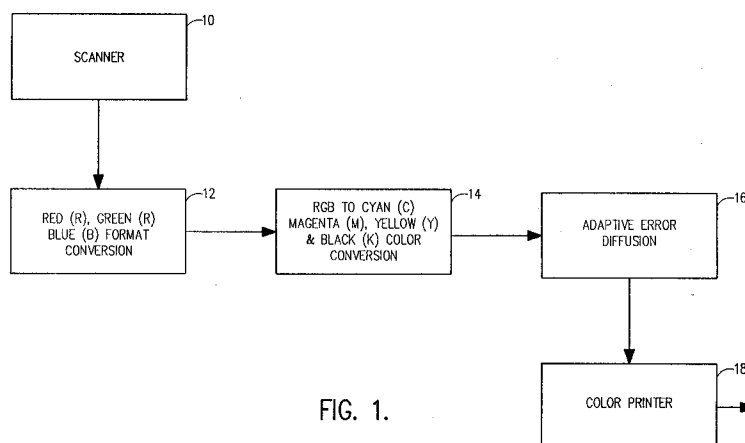 10
SCANNER
12
RED (R), GREEN (R)
BLUE (B) FORMAT
CONVERSION
14
RGB TO CYAN (C)
MAGENTA (M), YELLOW (Y)
& BLACK (K) COLOR
CONVERSION
16
ADAPTIVE ERROR
DIFFUSION
18
COLOR PRINTER
FIG. 1.